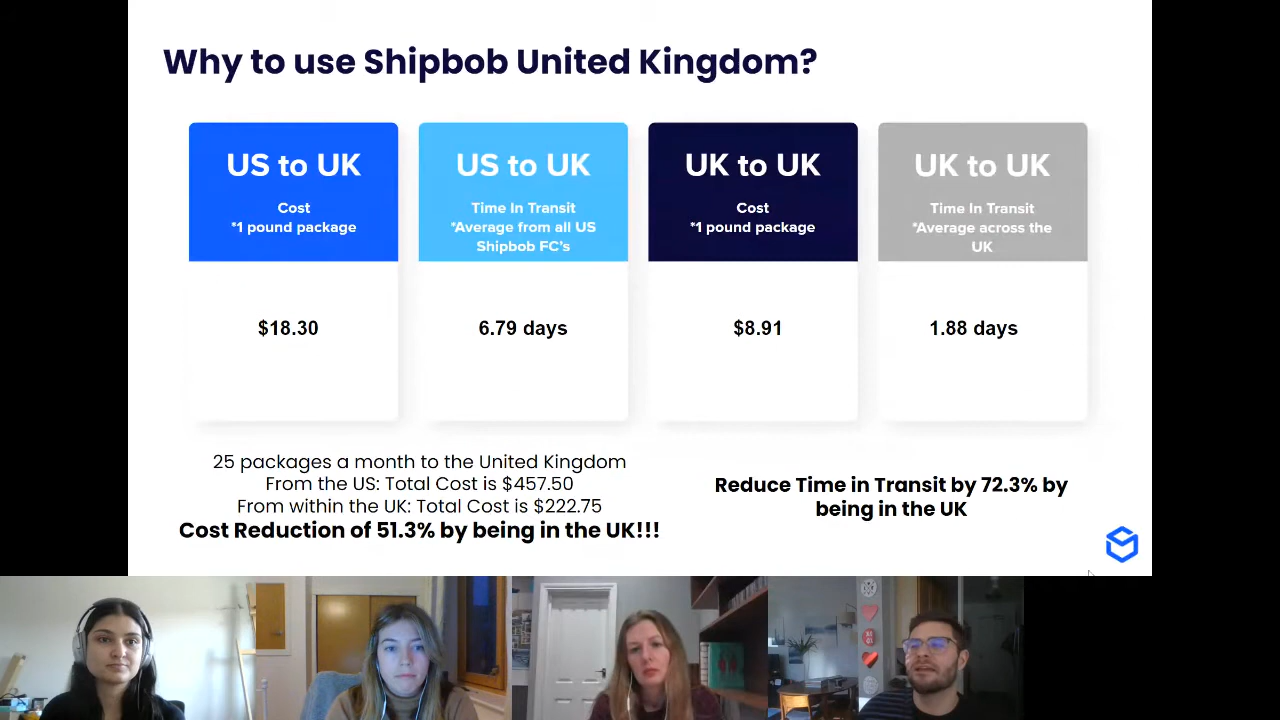 Why to use Shipbob United Kingdom?
US to UK
Cost
*1 pound package
$18.30
US to UK
Time In Transit
*Average from all US
Shipbob FC's
6.79 days
UK to UK
Cost
*1 pound package
$8.91
UK to UK
Time In Transit
*Average across the
UK
1.88 days
25 packages a month to the United Kingdom
From the US: Total Cost is $457.50
From within the UK: Total Cost is $222.75
Cost Reduction of 51.3% by being in the UK!!!
Reduce Time in Transit by 72.3% by
being in the UK